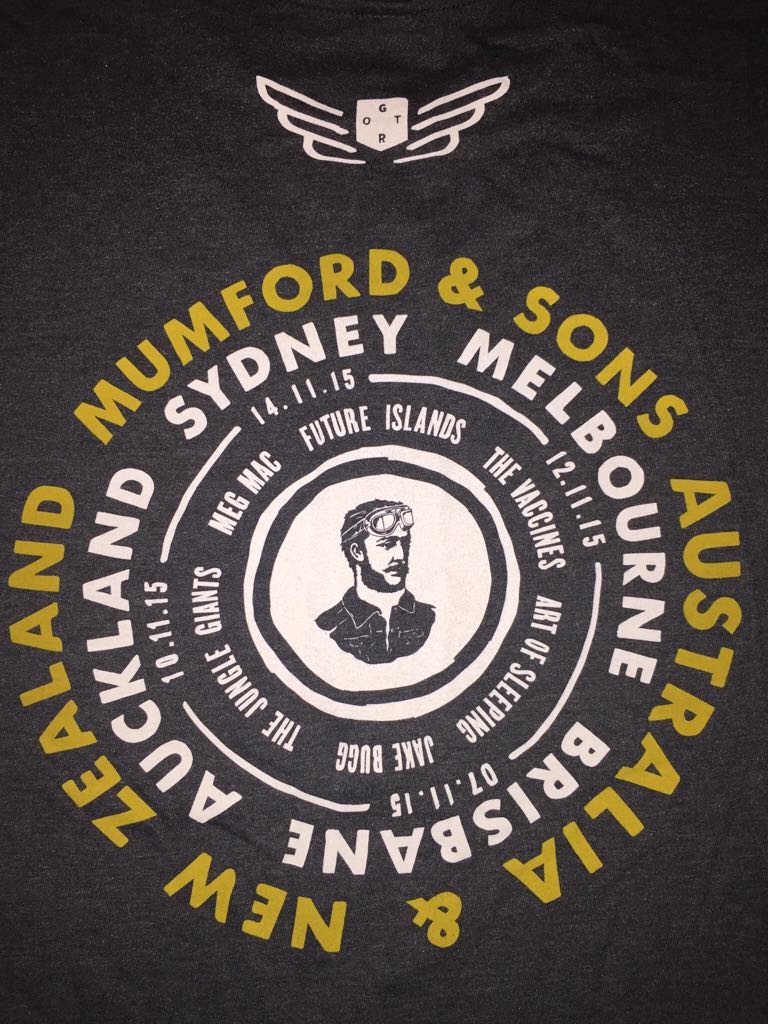 G
O T
R
MUMFORD & SONS AUSTRALIA & NEW ZEALAND
SYDNEY MELBOURNE BRISBANE AUCKLAND
14.11.15 12.11.15 07.11.15 10.11.15
FUTURE ISLANDS THE VACCINES ART OF SLEEPING JAKE BUGG THE JUNGLE GIANTS MEG MAC